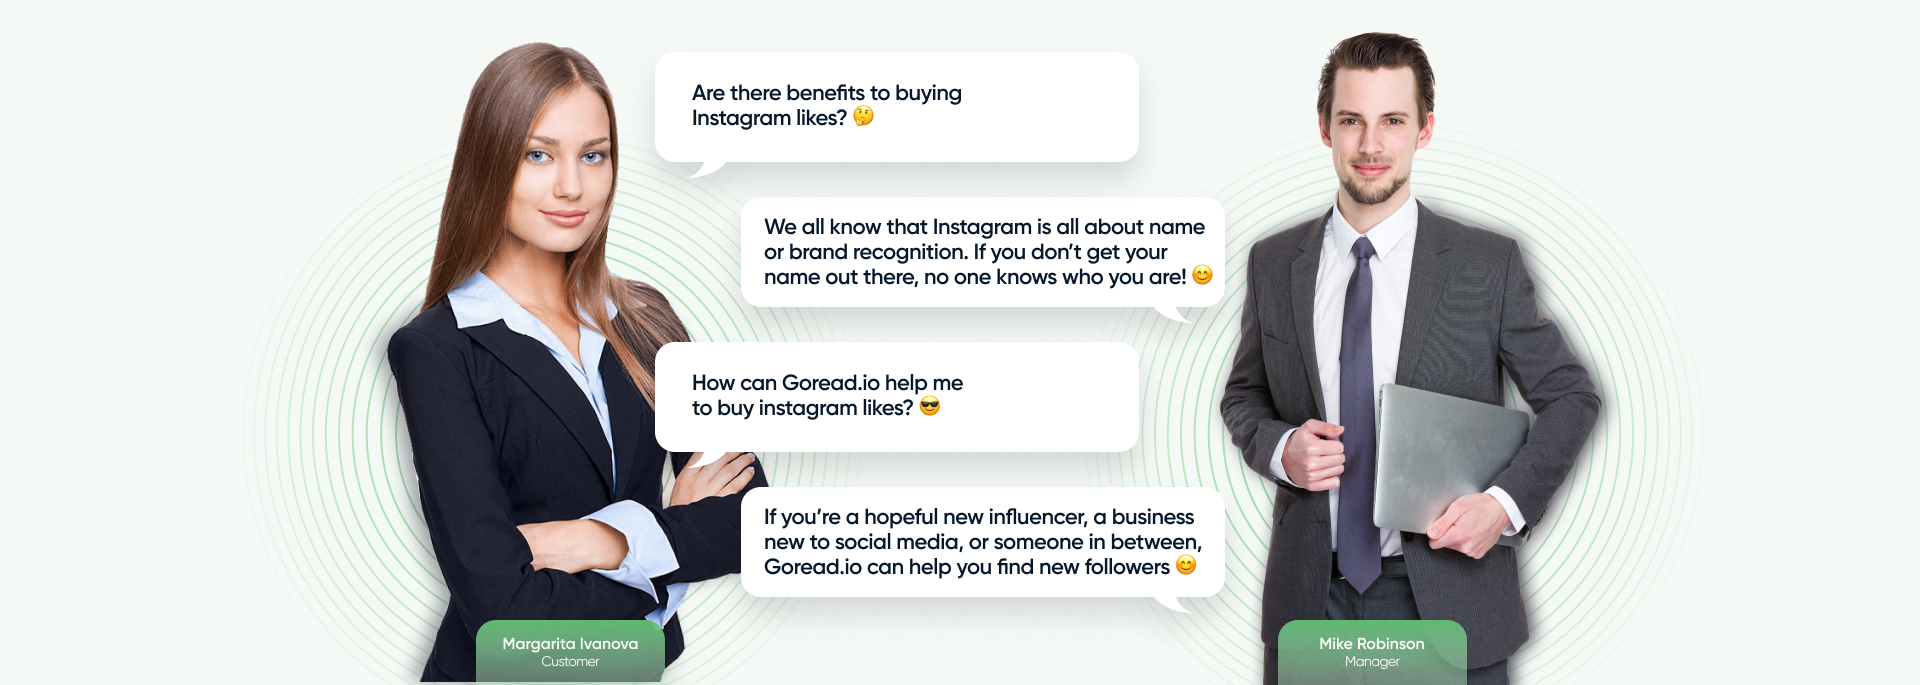 Are there benefits to buying
Instagram likes? 🤔
We all know that Instagram is all about name
or brand recognition. If you don’t get your
name out there, no one knows who you are! 😊
How can Goread.io help me
to buy instagram likes? 😎
If you’re a hopeful new influencer, a business
new to social media, or someone in between,
Goread.io can help you find new followers 😊
Margarita Ivanova
Customer
Mike Robinson
Manager